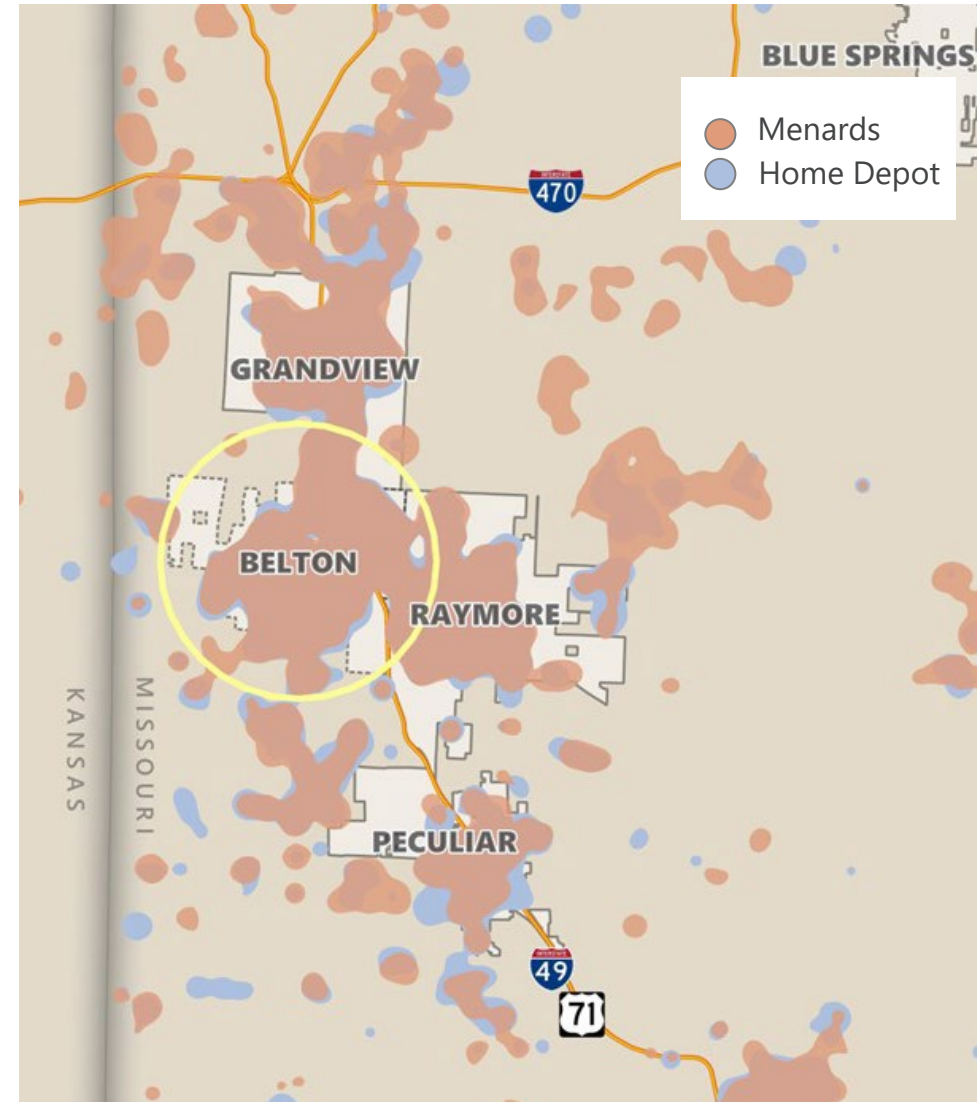 BLUE SPRINGS
Menards
Home Depot
INTERSTATE
470
GRANDVIEW
BELTON
RAYMORE
KANSAS
MISSOURI
PECULIAR
INTERSTATE
49
71